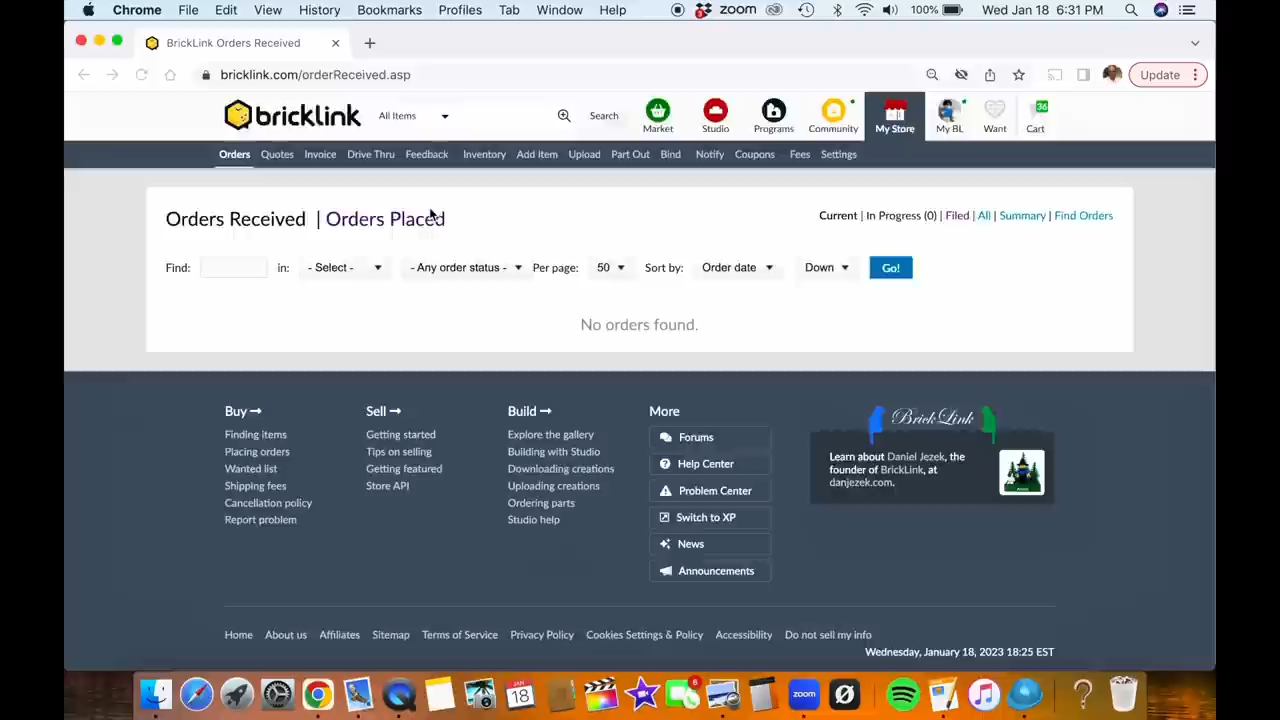 Chrome File Edit View History Bookmarks Profiles Tab Window Help zoom 100% Wed Jan 18 6:31 PM
BrickLink Orders Received
bricklink.com/orderReceived.asp Update
bricklink All Items Search Market Studio Programs Community My Store My BL Want 36 Cart
Orders Quotes Invoice Drive Thru Feedback Inventory Add Item Upload Part Out Bind Notify Coupons Fees Settings
Orders Received | Orders Placed Current | In Progress (0) | Filed | All | Summary | Find Orders
Find: in: - Select - - Any order status - Per page: 50 Sort by: Order date Down Go!
No orders found.
Buy Sell Build More
Finding items Getting started Explore the gallery Forums
Placing orders Tips on selling Building with Studio
Wanted list Getting featured Downloading creations Help Center
Shipping fees Store API Uploading creations Problem Center
Cancellation policy Ordering parts
Report problem Studio help Switch to XP
News
Announcements
BrickLink
Learn about Daniel Jezek, the
founder of BrickLink, at
danjezek.com.
Home About us Affiliates Sitemap Terms of Service Privacy Policy Cookies Settings & Policy Accessibility Do not sell my info
Wednesday, January 18, 2023 18:25 EST
JAN
18
6
zoom